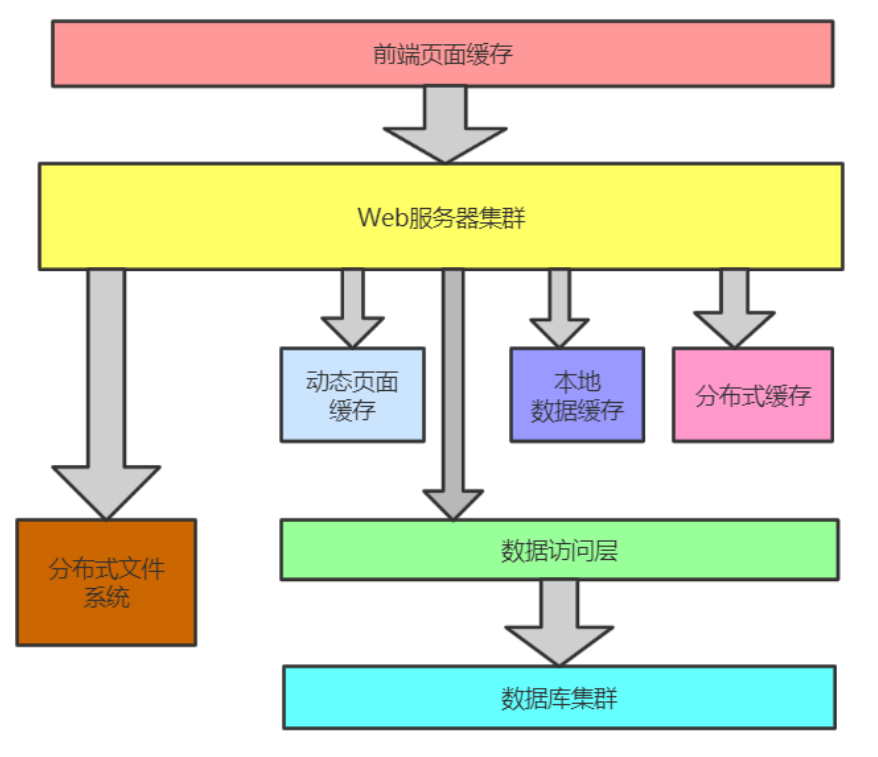 前端页面缓存
Web服务器集群
动态页面
缓存
本地
数据缓存
分布式缓存
数据访问层
分布式文件
系统
数据库集群